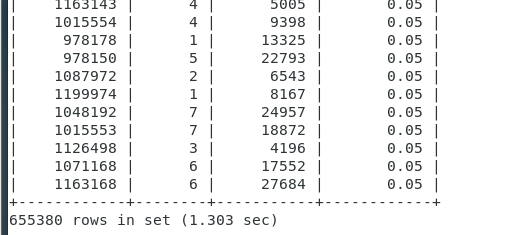 | 1163143 | 4 | 5005 | 0.05 |
| 1015554 | 4 | 9398 | 0.05 |
| 978178 | 1 | 13325 | 0.05 |
| 978150 | 5 | 22793 | 0.05 |
| 1087972 | 2 | 6543 | 0.05 |
| 1199974 | 1 | 8167 | 0.05 |
| 1048192 | 7 | 24957 | 0.05 |
| 1015553 | 7 | 18872 | 0.05 |
| 1126498 | 3 | 4196 | 0.05 |
| 1071168 | 6 | 17552 | 0.05 |
| 1163168 | 6 | 27684 | 0.05 |
+------------+--------+-----------+------------+
655380 rows in set (1.303 sec)